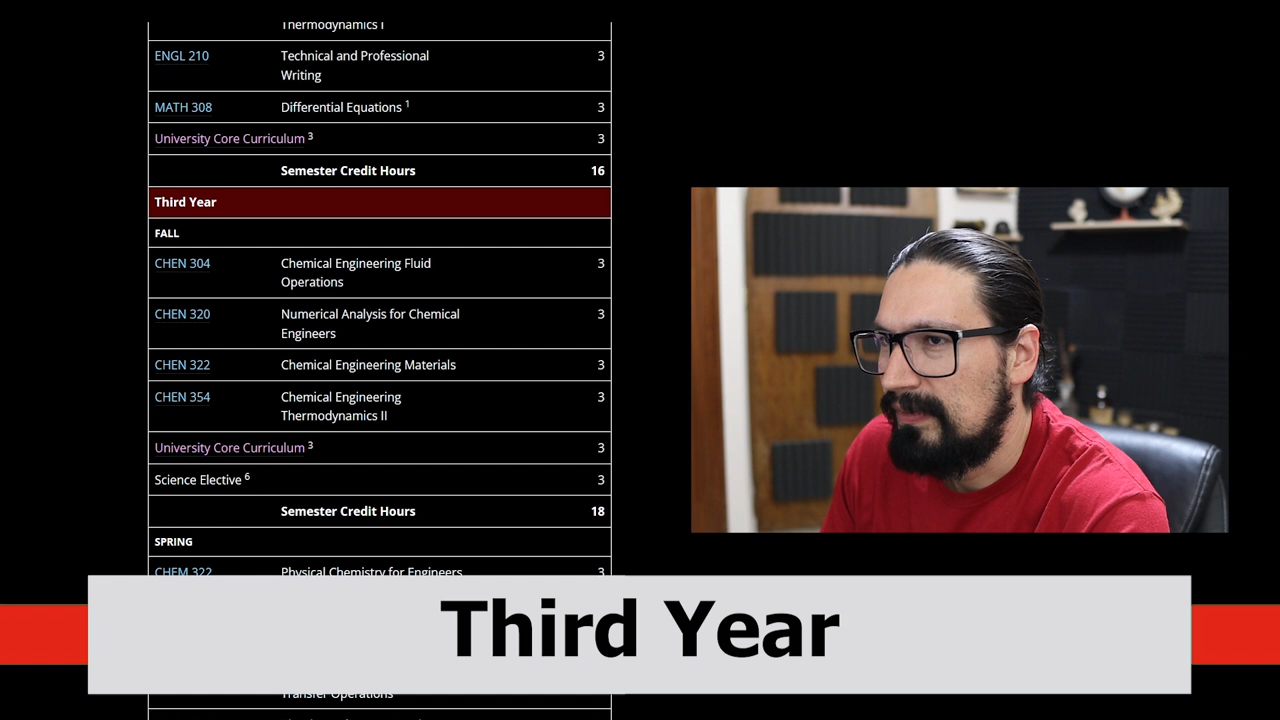 Thermodynamics I
ENGL 210 Technical and Professional 3
Writing
MATH 308 Differential Equations 1 3
University Core Curriculum 3 3
Semester Credit Hours 16
Third Year
FALL
CHEN 304 Chemical Engineering Fluid 3
Operations
CHEN 320 Numerical Analysis for Chemical 3
Engineers
CHEN 322 Chemical Engineering Materials 3
CHEN 354 Chemical Engineering 3
Thermodynamics II
University Core Curriculum 3 3
Science Elective 6 3
Semester Credit Hours 18
SPRING
CHEM 322 Physical Chemistry for Engineers 3
Third Year
Transfer Operations